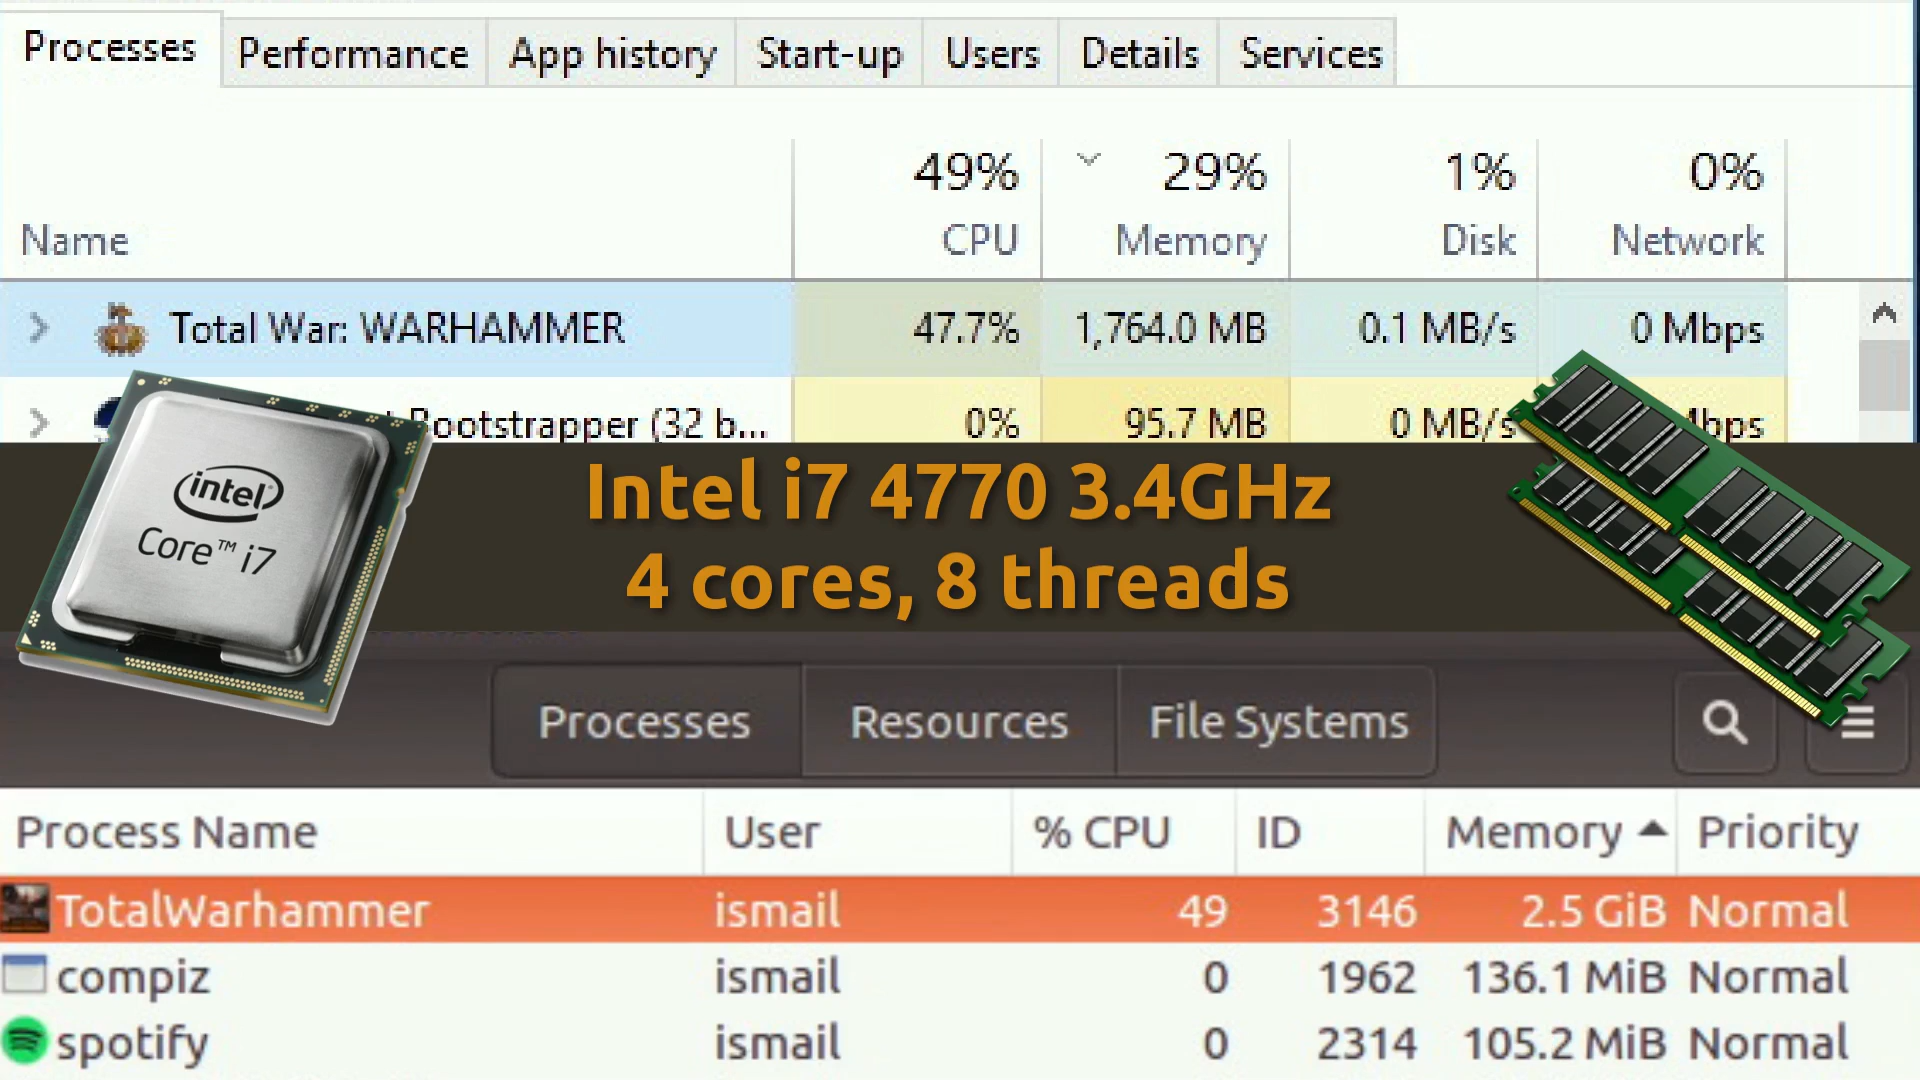 Processes Performance App history Start-up Users Details Services
49% 29% 1% 0%
Name CPU Memory Disk Network
Total War: WARHAMMER 47.7% 1,764.0 MB 0.1 MB/s 0 Mbps
Bootstrapper (32 b... 0% 95.7 MB 0 MB/s Mbps
intel
Core™ i7
Intel i7 4770 3.4GHz
4 cores, 8 threads
Processes Resources File Systems
Process Name User % CPU ID Memory Priority
TotalWarhammer ismail 49 3146 2.5 GiB Normal
compiz ismail 0 1962 136.1 MiB Normal
spotify ismail 0 2314 105.2 MiB Normal